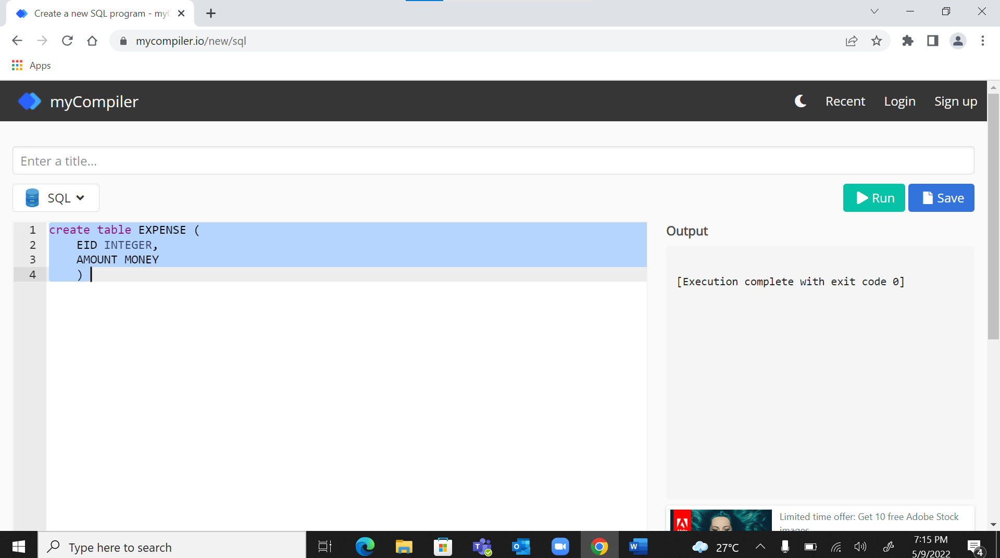 Create a new SQL program - my
mycompiler.io/new/sql
Apps
myCompiler
Recent
Login
Sign up
Enter a title...
SQL
Run
Save
1 create table EXPENSE (
2 EID INTEGER,
3 AMOUNT MONEY
4 )
Output
[Execution complete with exit code 0]
Limited time offer: Get 10 free Adobe Stock
images
Type here to search
27°C
7:15 PM
5/9/2022
4